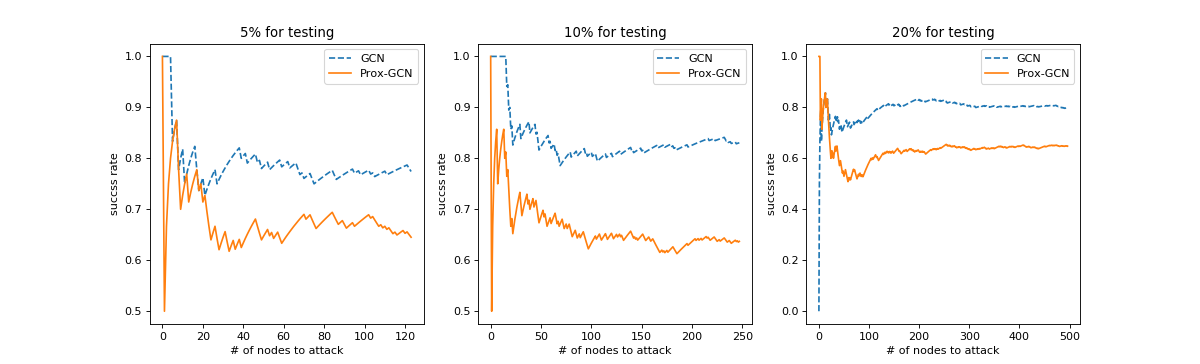 5% for testing
succss rate
1.0
0.9
0.8
0.7
0.6
0.5
GCN
Prox-GCN
0
20
40
60
80
100
120
# of nodes to attack
10% for testing
succss rate
1.0
0.9
0.8
0.7
0.6
0.5
GCN
Prox-GCN
0
50
100
150
200
250
# of nodes to attack
20% for testing
succss rate
1.0
0.8
0.6
0.4
0.2
0.0
GCN
Prox-GCN
0
100
200
300
400
500
# of nodes to attack